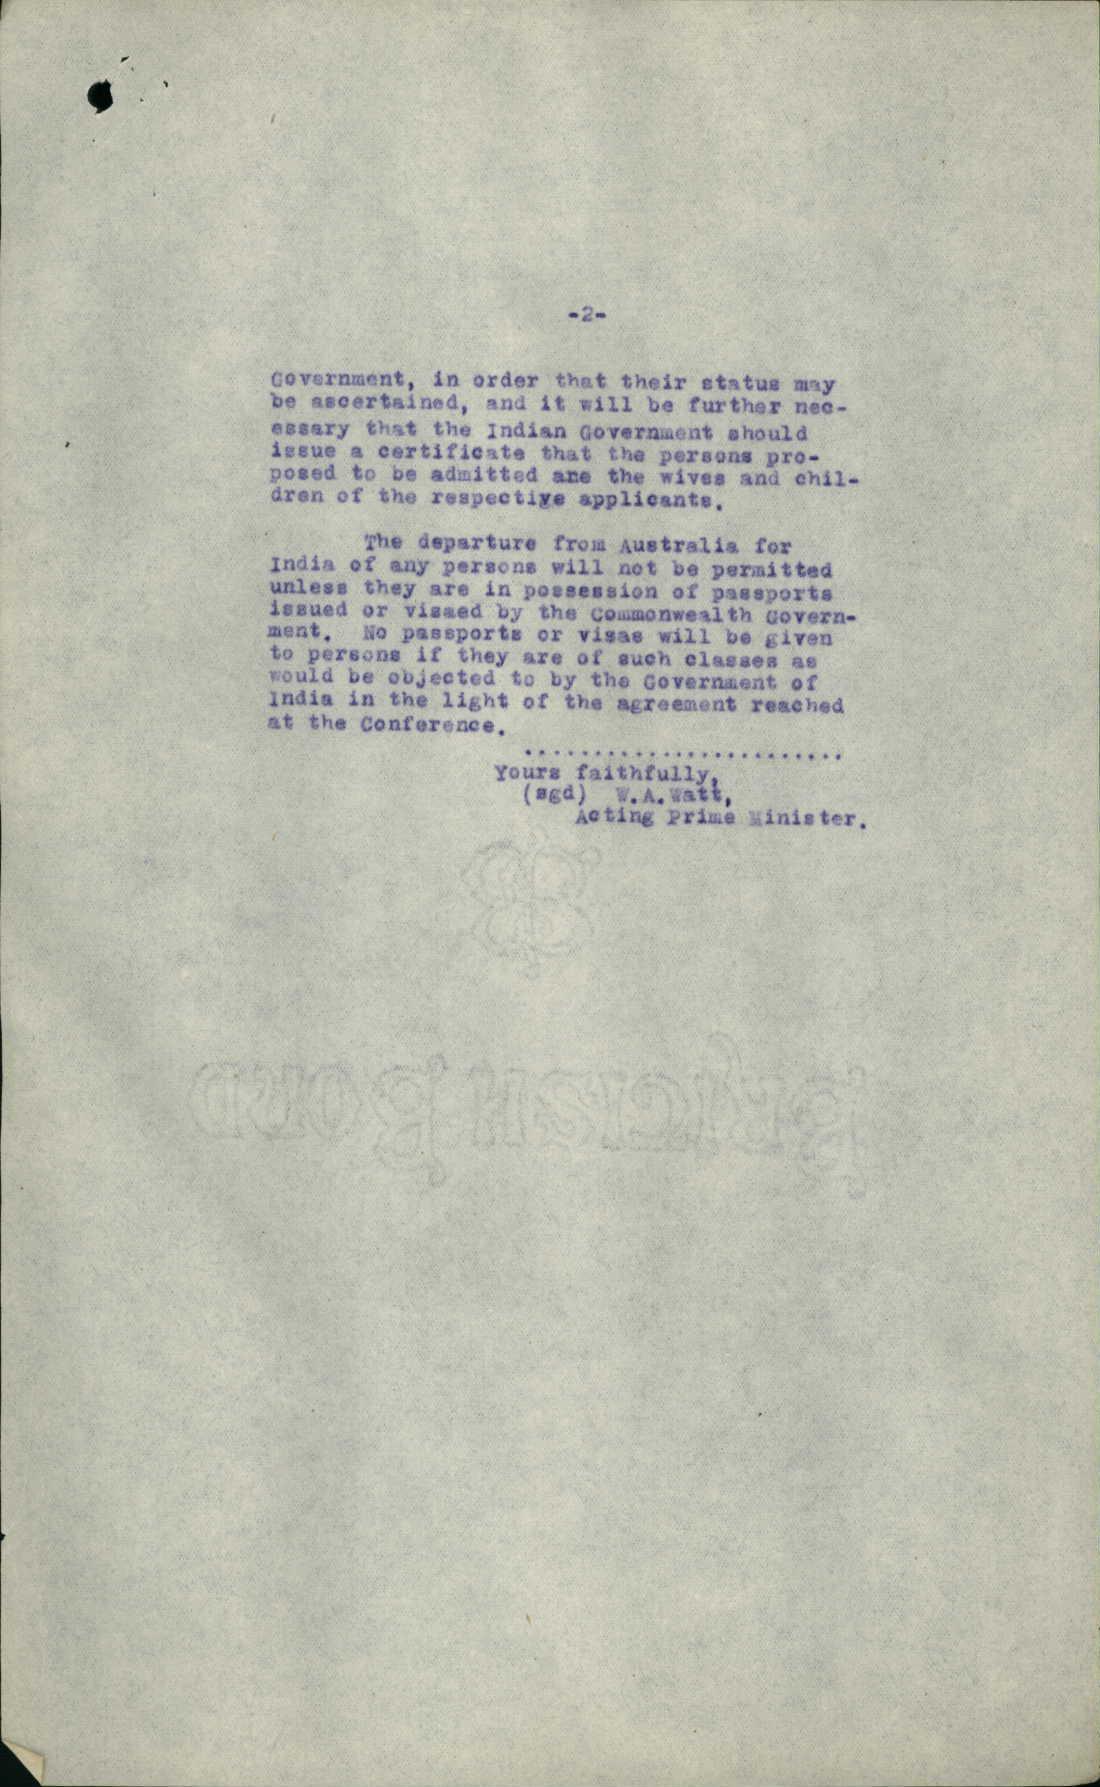 -2-
Government, in order that their status may
be ascertained, and it will be further nec-
essary that the Indian Government should
issue a certificate that the persons pro-
posed to be admitted are the wives and chil-
dren of the respective applicants.
The departure from Australia for
India of any persons will not be permitted
unless they are in possession of passports
issued or visaed by the Commonwealth Govern-
ment. No passports or visas will be given
to persons if they are of such classes as
would be objected to by the Government of
India in the light of the agreement reached
at the Conference.
........................
Yours faithfully,
(sgd) W.A.Watt,
Acting Prime Minister.